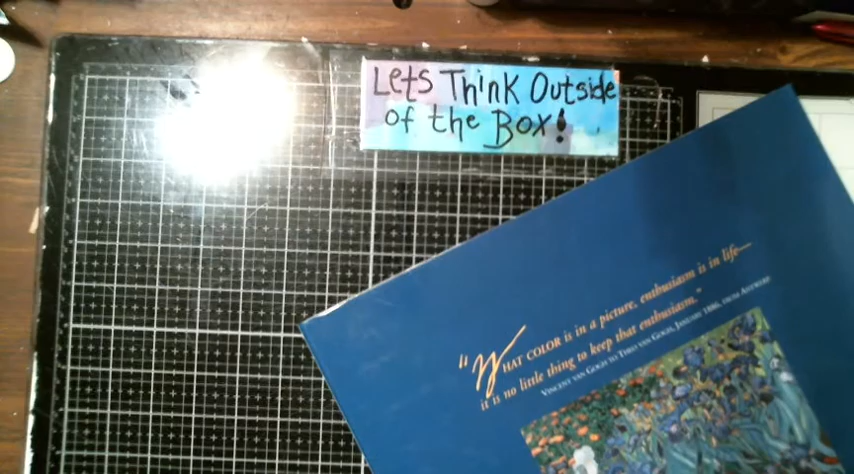 Lets Think Outside
of the Box!
"WHAT COLOR is in a picture, enthusiasm is in life—
it is no little thing to keep that enthusiasm."
VINCENT VAN GOGH TO THEO VAN GOGH, JANUARY 1886, FROM ANTWERP